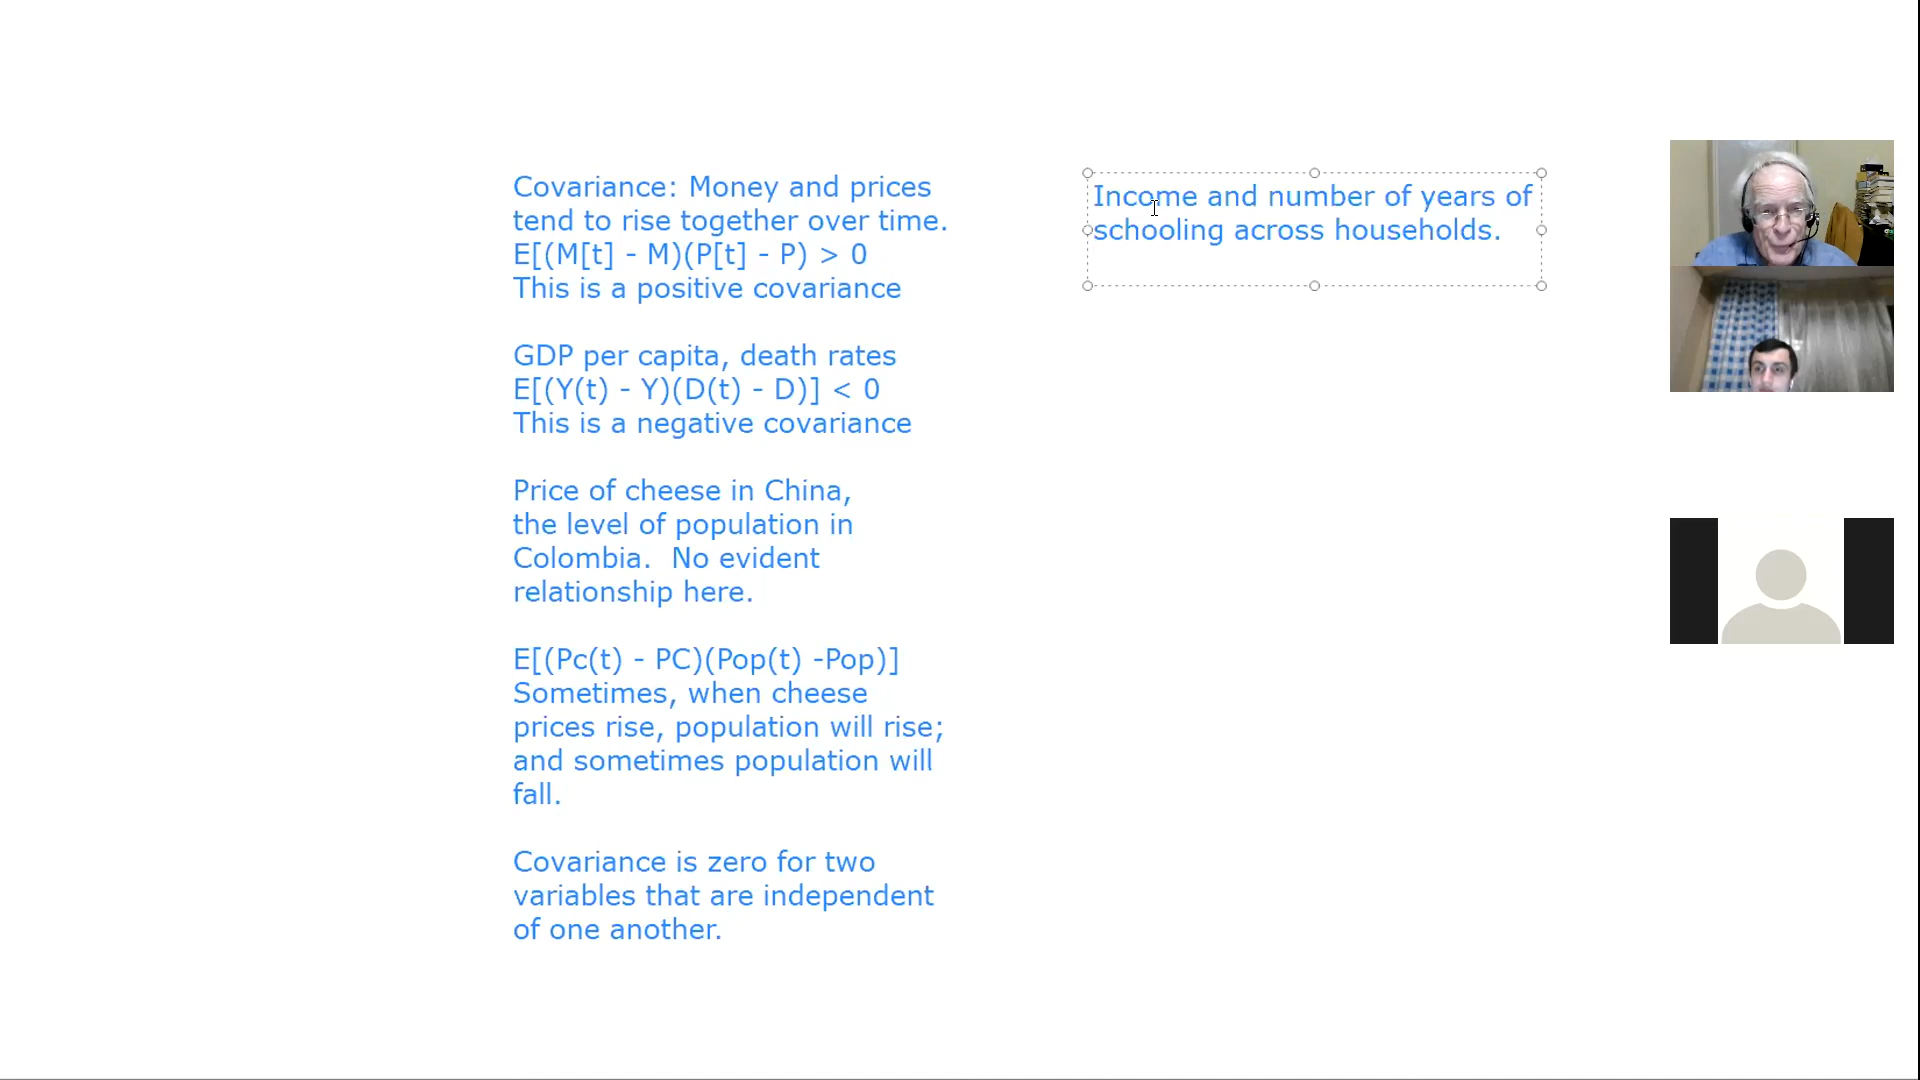 Covariance: Money and prices
tend to rise together over time.
E[(M[t] - M)(P[t] - P) > 0
This is a positive covariance
GDP per capita, death rates
E[(Y(t) - Y)(D(t) - D)] < 0
This is a negative covariance
Price of cheese in China,
the level of population in
Colombia.  No evident
relationship here.
E[(Pc(t) - PC)(Pop(t) -Pop)]
Sometimes, when cheese
prices rise, population will rise;
and sometimes population will
fall.
Covariance is zero for two
variables that are independent
of one another.
Income and number of years of
schooling across households.